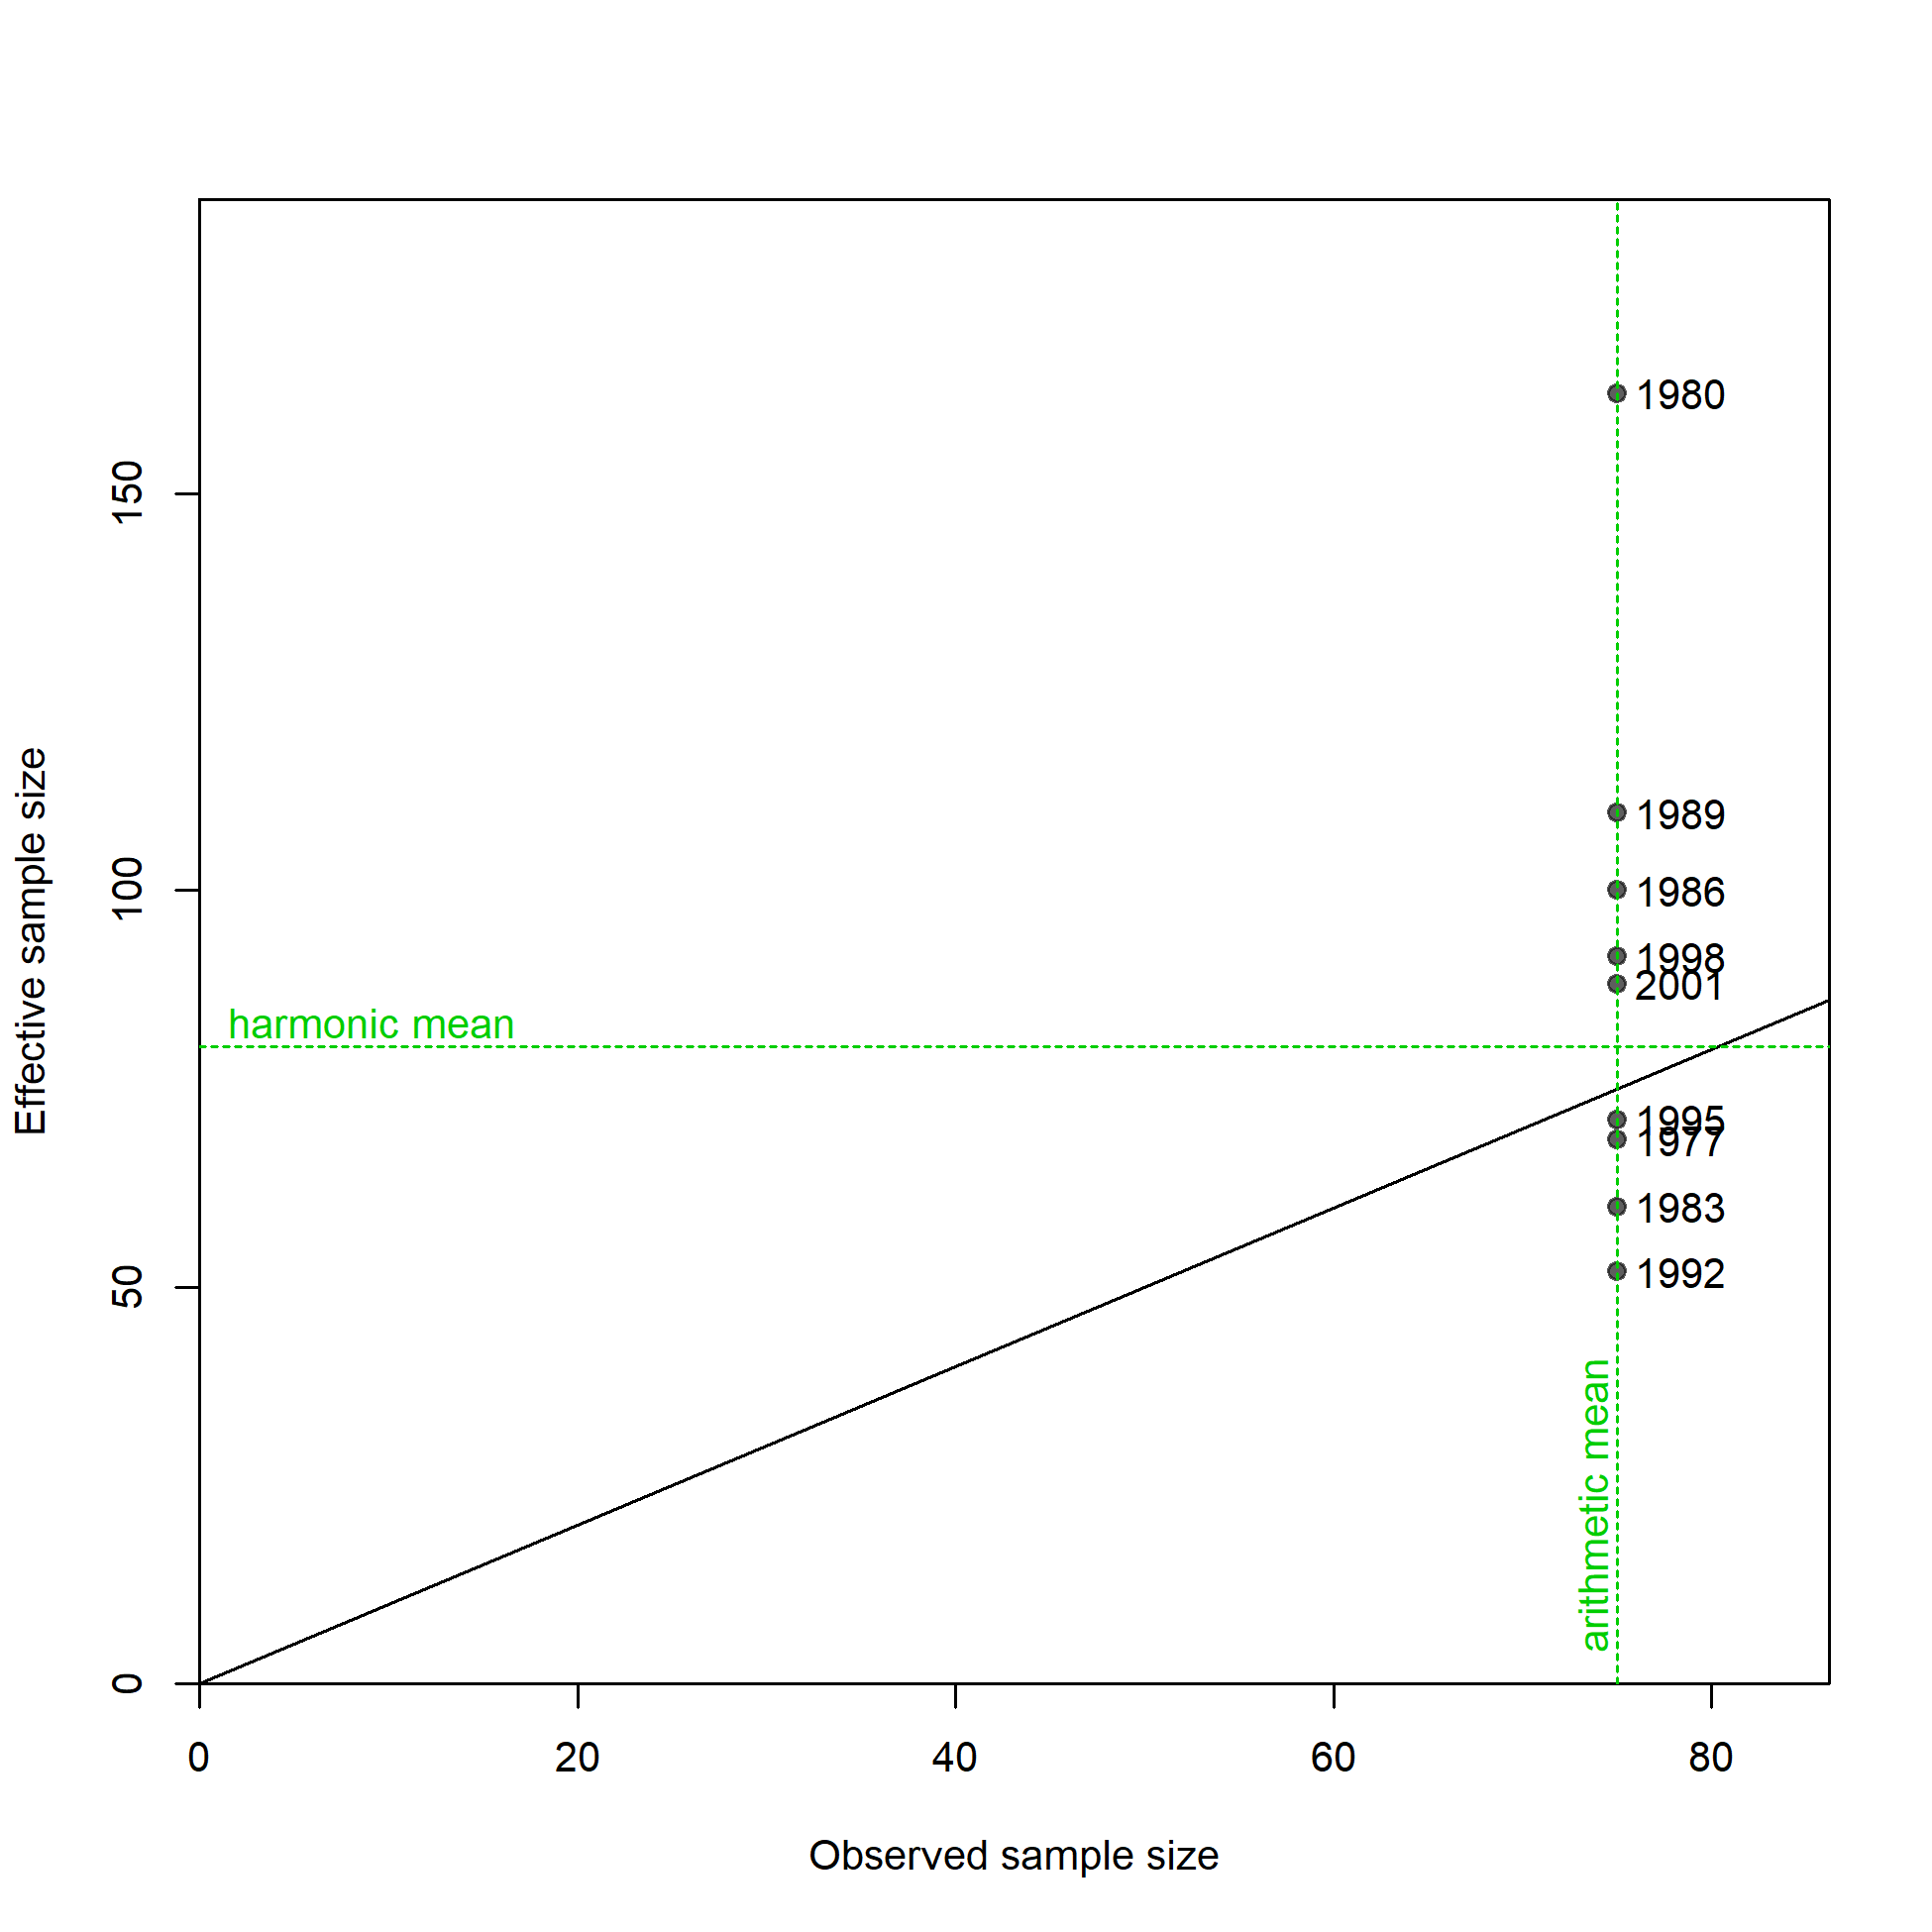 1980
150
1989
100
1986
1998
2001
harmonic mean
Effective sample size
1995
1977
1983
50
1992
arithmetic mean
0
0 20 40 60 80
Observed sample size